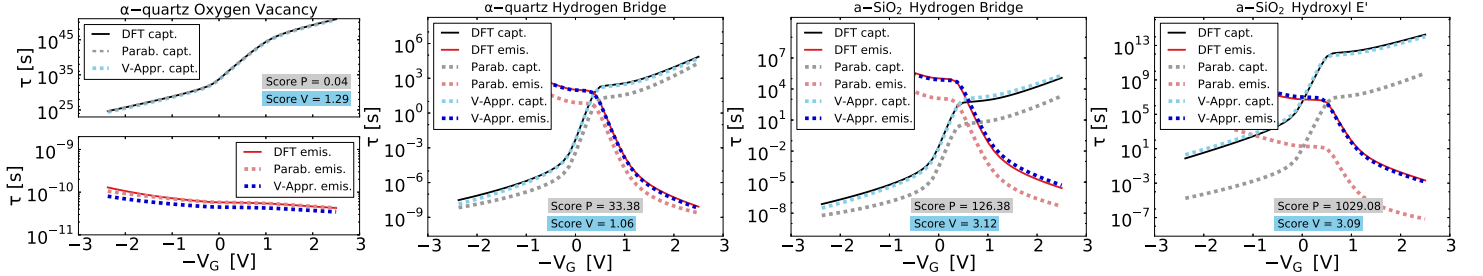 α−quartz Oxygen Vacancy
τ [s]
10^45
10^35
10^25
DFT capt.
Parab. capt.
V-Appr. capt.
Score P = 0.04
Score V = 1.29
τ [s]
10^−9
10^−10
10^−11
DFT emis.
Parab. emis.
V-Appr. emis.
−3 −2 −1 0 1 2 3
−V_G [V]
α−quartz Hydrogen Bridge
τ [s]
10^6
10^3
10^0
10^−3
10^−6
10^−9
DFT capt.
DFT emis.
Parab. capt.
Parab. emis.
V-Appr. capt.
V-Appr. emis.
Score P = 33.38
Score V = 1.06
−3 −2 −1 0 1 2 3
−V_G [V]
a−SiO₂ Hydrogen Bridge
τ [s]
10^7
10^4
10^1
10^−2
10^−5
10^−8
DFT capt.
DFT emis.
Parab. capt.
Parab. emis.
V-Appr. capt.
V-Appr. emis.
Score P = 126.38
Score V = 3.12
−3 −2 −1 0 1 2 3
−V_G [V]
a−SiO₂ Hydroxyl E'
τ [s]
10^13
10^9
10^5
10^1
10^−3
10^−7
DFT capt.
DFT emis.
Parab. capt.
Parab. emis.
V-Appr. capt.
V-Appr. emis.
Score P = 1029.08
Score V = 3.09
−3 −2 −1 0 1 2 3
−V_G [V]